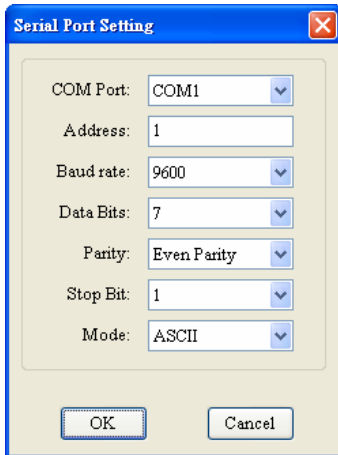 Serial Port Setting
COM Port: COM1
Address: 1
Baud rate: 9600
Data Bits: 7
Parity: Even Parity
Stop Bit: 1
Mode: ASCII
OK Cancel